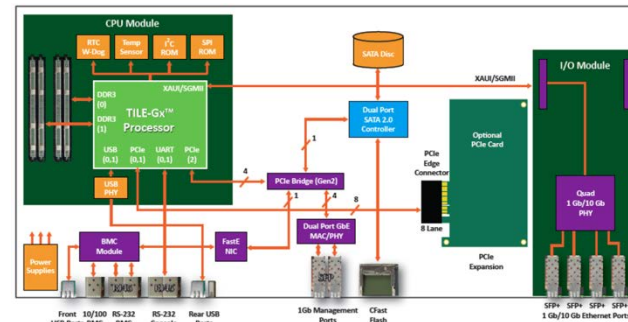 CPU Module
RTC
W-Dog
Temp
Sensor
I²C
ROM
SPI
ROM
SATA Disc
XAUI/SGMII
XAUI/SGMII
I/O Module
DDR3
(0)
DDR3
(1)
TILE-Gx™
Processor
USB
(0,1)
PCIe
(0,1)
UART
(0,1)
PCIe
(2)
Dual Port
SATA 2.0
Controller
1
Optional
PCIe Card
PCIe
Edge
Connector
8 Lane
USB
PHY
4
PCIe Bridge (Gen2)
1
4
8
Quad
1 Gb/10 Gb
PHY
Power
Supplies
BMC
Module
FastE
NIC
Dual Port GbE
MAC/PHY
PCIe
Expansion
Front
10/100
RS-232
RS-232
Rear USB
1Gb Management
Ports
CFast
Flash
SFP+
SFP+
SFP+
SFP+
1 Gb/10 Gb Ethernet Ports